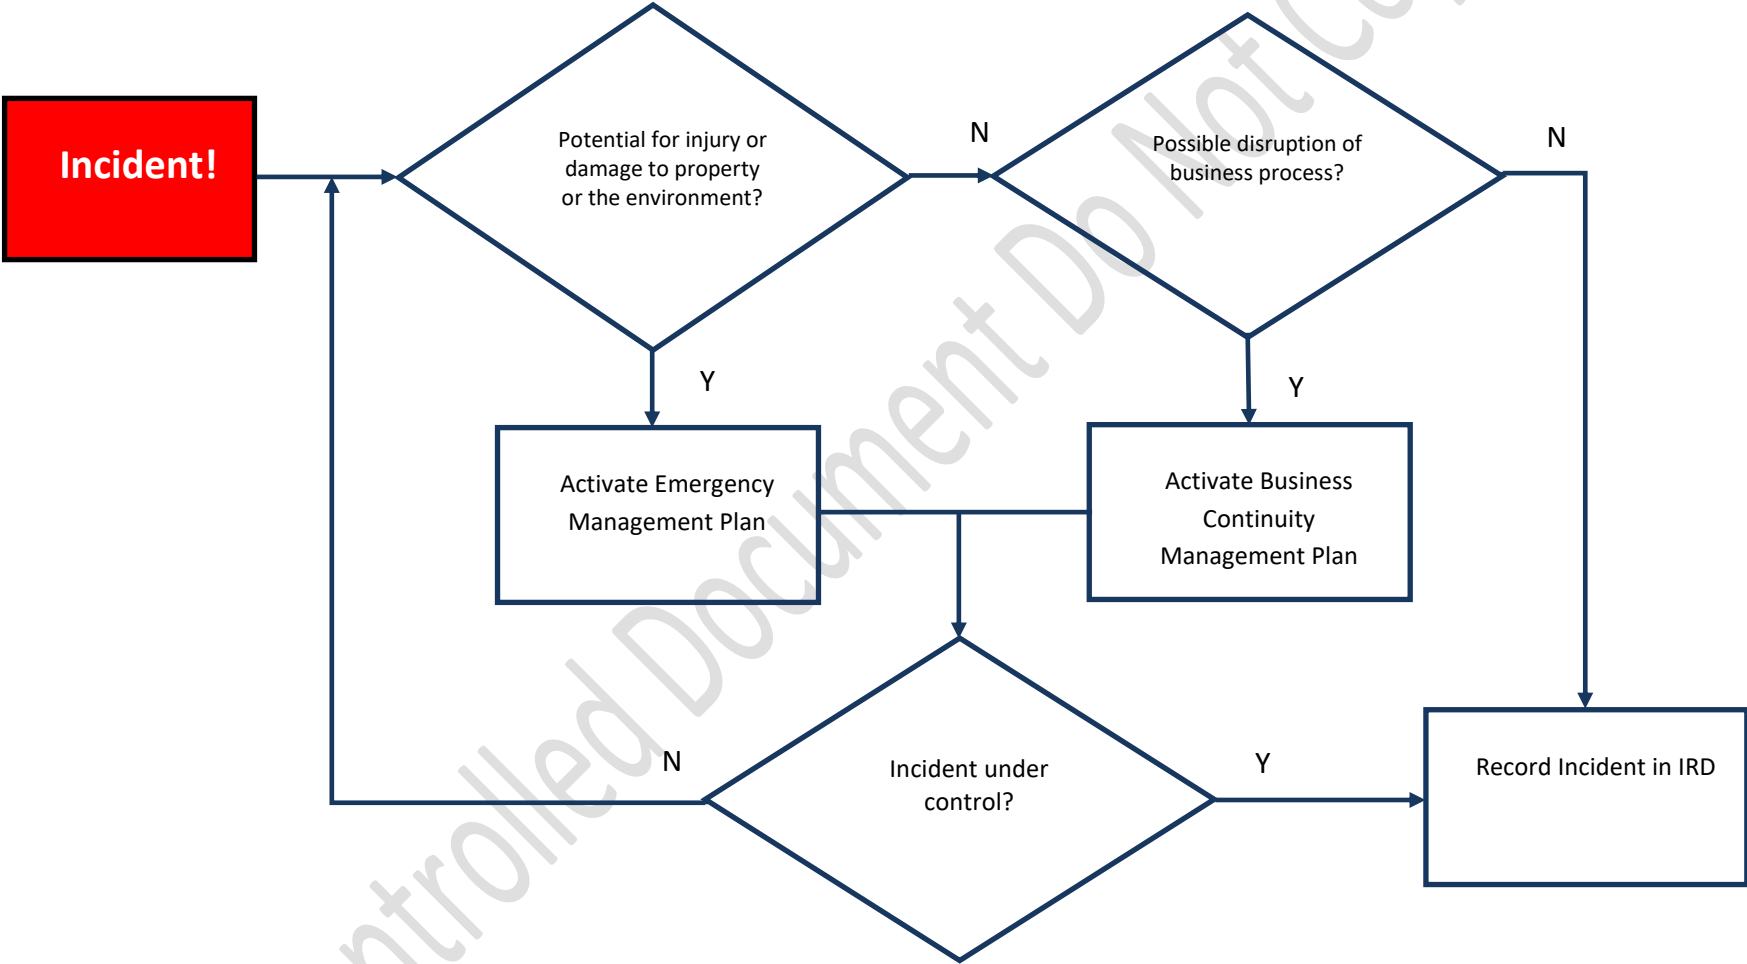 Incident!
Potential for injury or
damage to property
or the environment?
N
Possible disruption of
business process?
N
Y
Y
Activate Emergency
Management Plan
Activate Business
Continuity
Management Plan
N
Incident under
control?
Y
Record Incident in IRD
ntrolled Document Do Not Co